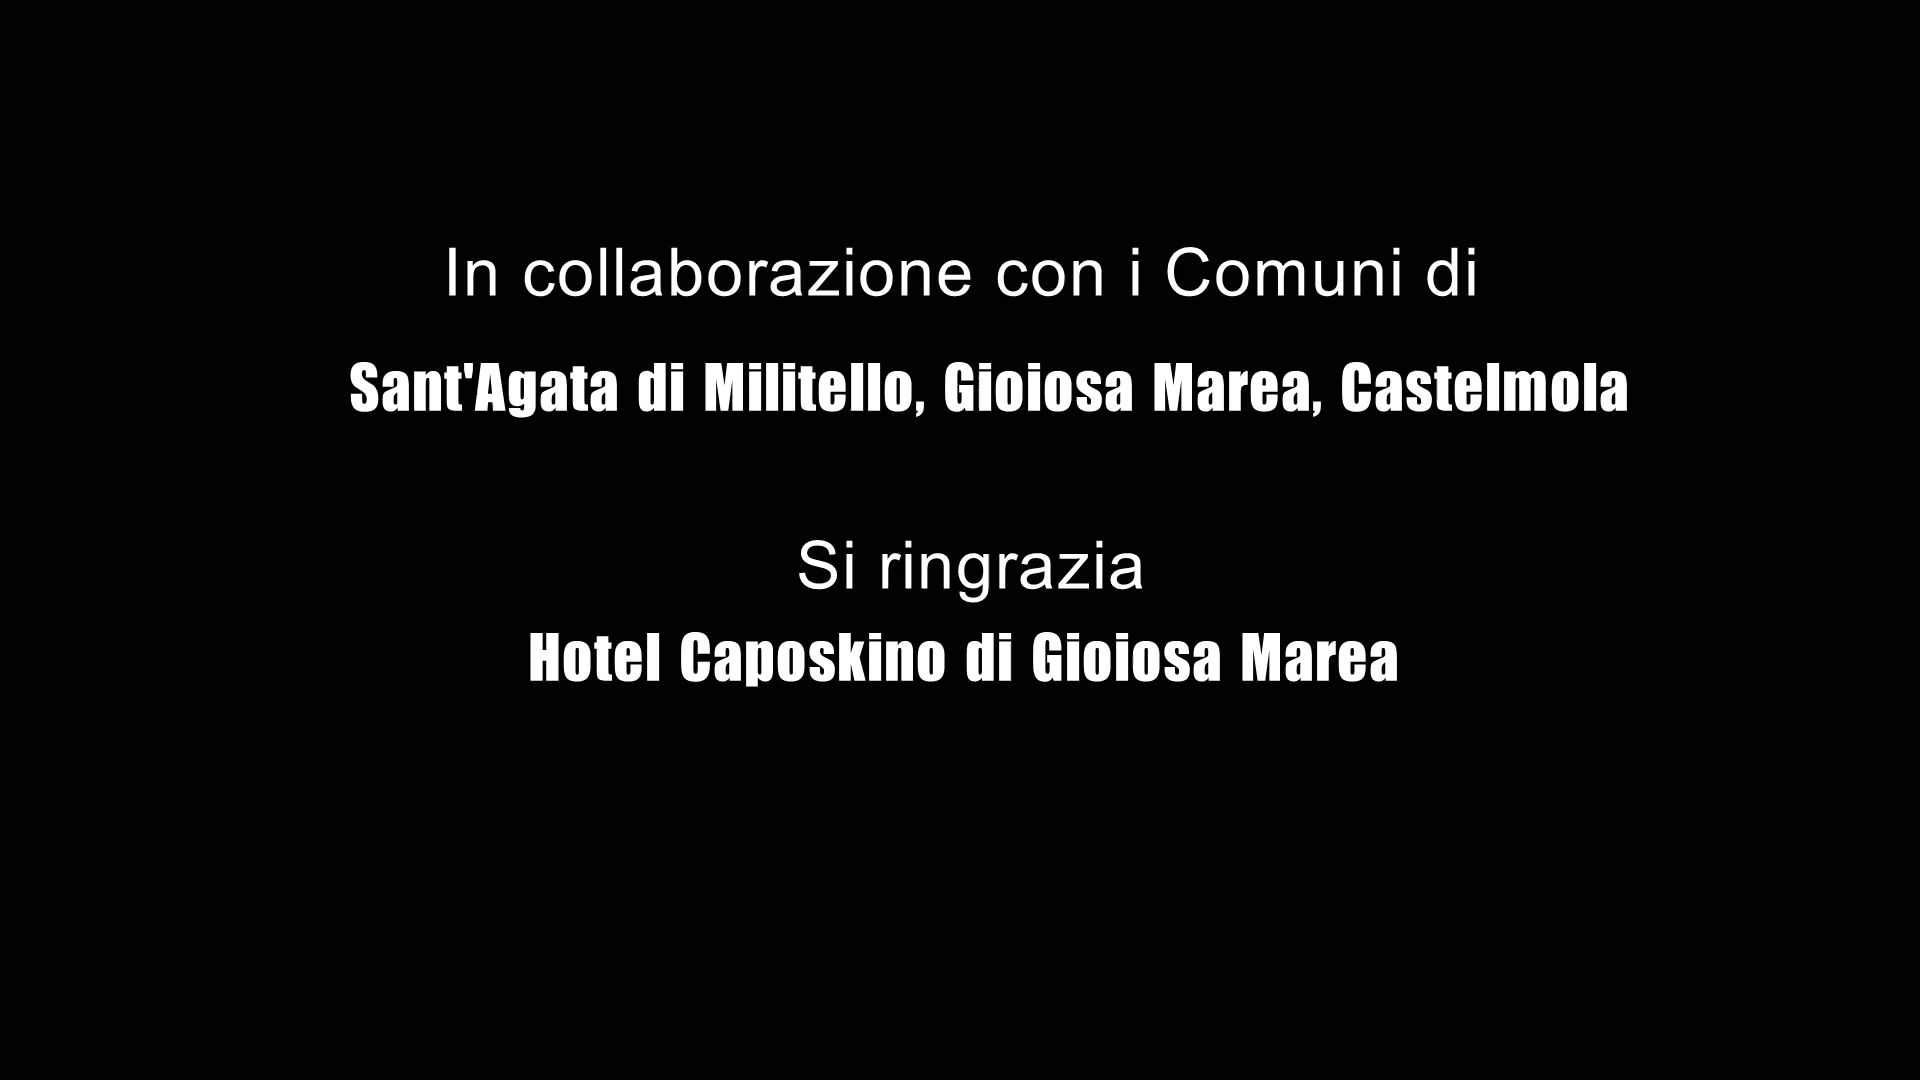 In collaborazione con i Comuni di
Sant'Agata di Militello, Gioiosa Marea, Castelmola
Si ringrazia
Hotel Caposkino di Gioiosa Marea